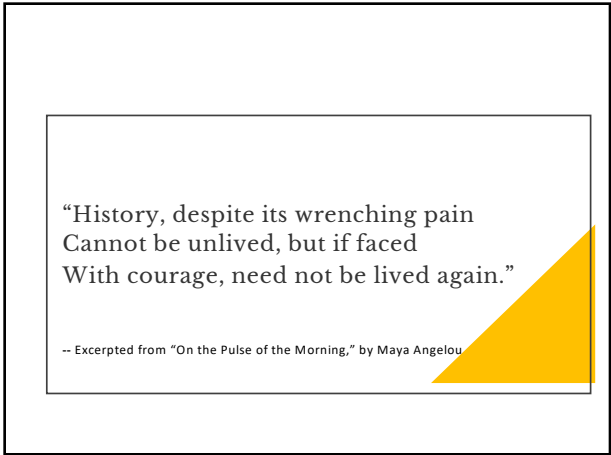 “History, despite its wrenching pain
Cannot be unlived, but if faced
With courage, need not be lived again.”
-- Excerpted from “On the Pulse of the Morning,” by Maya Angelou